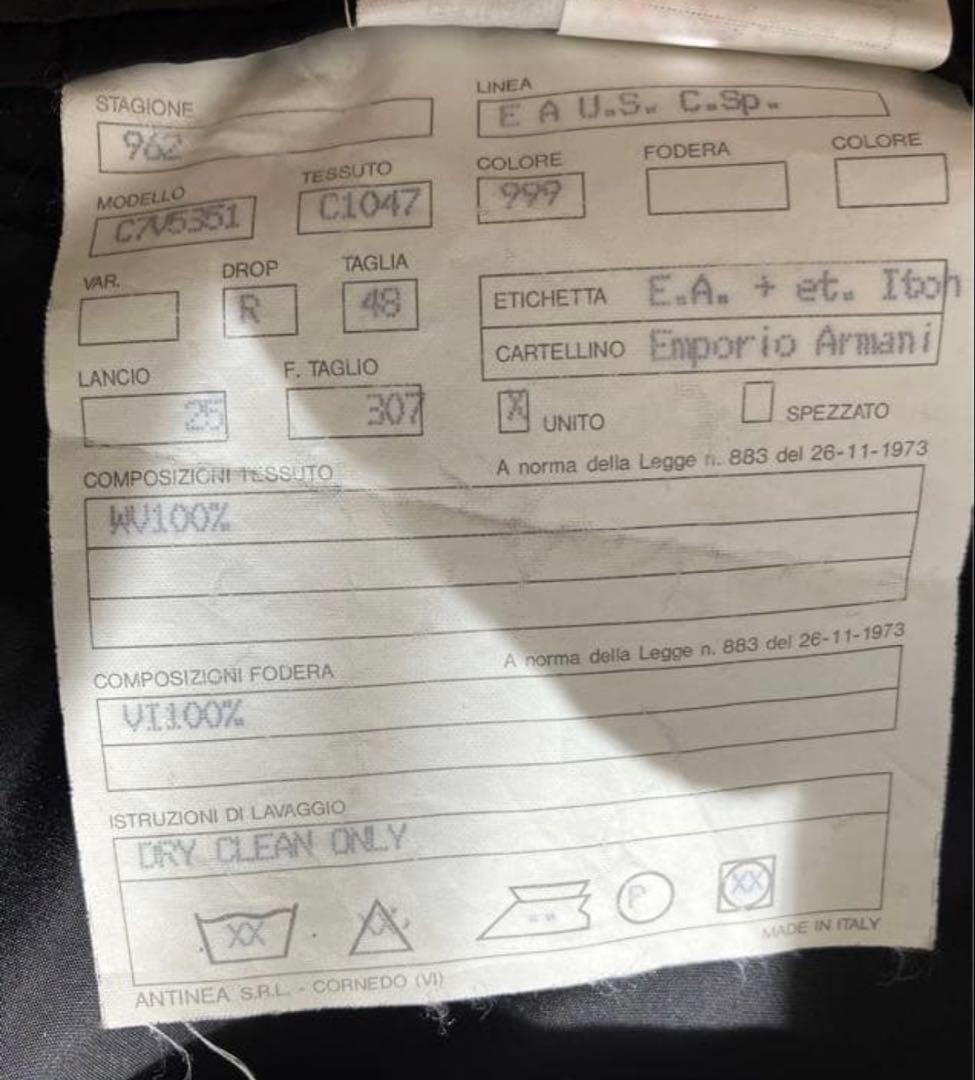 STAGIONE
962
LINEA
E A U.S. C.Sp.
MODELLO
C7V5351
TESSUTO
C1047
COLORE
999
FODERA
COLORE
VAR.
DROP
R
TAGLIA
48
ETICHETTA E.A. + et. Itoh
CARTELLINO Emporio Armani
LANCIO
25
F. TAGLIO
307
X UNITO
SPEZZATO
COMPOSIZIONI TESSUTO
A norma della Legge n. 883 del 26-11-1973
WV100%
COMPOSIZIONI FODERA
A norma della Legge n. 883 del 26-11-1973
VI100%
ISTRUZIONI DI LAVAGGIO
DRY CLEAN ONLY
XX
XX
P
XX
MADE IN ITALY
ANTINEA S.R.L. - CORNEDO (VI)